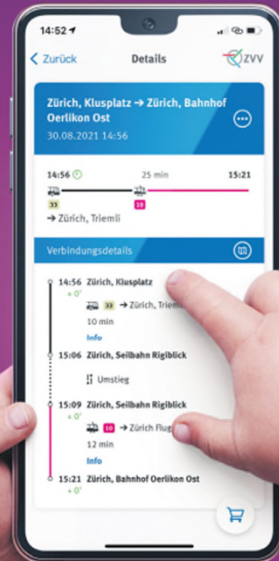 14:52
Zurück
Details
ZVV
Zürich, Klusplatz → Zürich, Bahnhof
Oerlikon Ost
30.08.2021 14:56
14:56
25 min
15:21
33
10
→ Zürich, Triemli
Verbindungsdetails
14:56 Zürich, Klusplatz
+ 0'
33 → Zürich,
10 min
Info
15:06 Zürich, Seilbahn Rigiblick
Umstieg
15:09 Zürich, Seilbahn Rigiblick
+ 0'
10 → Zürich
12 min
Info
15:21 Zürich, Bahnhof Oerlikon Ost
+ 0'